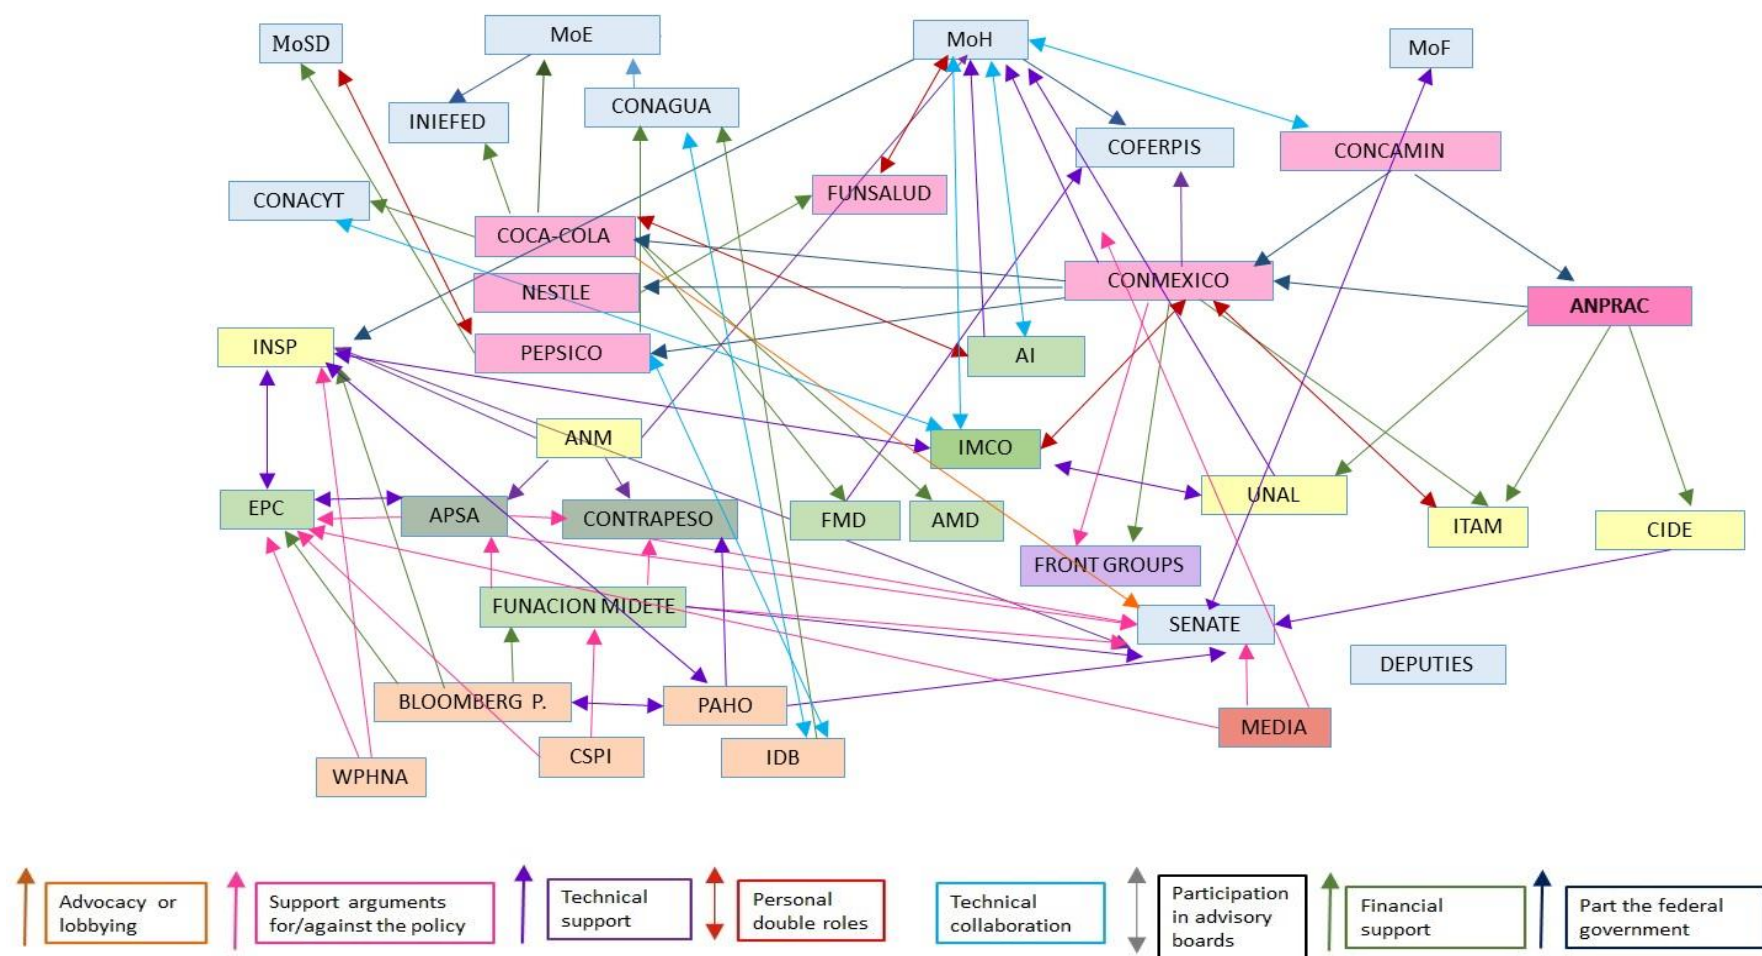 MoSD
MoE
MoH
MoF
INIEFED
CONAGUA
COFERPIS
CONCAMIN
CONACYT
FUNSALUD
COCA-COLA
NESTLE
CONMEXICO
ANPRAC
INSP
PEPSICO
AI
ANM
IMCO
UNAL
EPC
APSA
CONTRAPESO
FMD
AMD
ITAM
CIDE
FRONT GROUPS
FUNACION MIDETE
SENATE
DEPUTIES
BLOOMBERG P.
PAHO
MEDIA
CSPI
IDB
WPHNA
Advocacy or
lobbying
Support arguments
for/against the policy
Technical
support
Personal
double roles
Technical
collaboration
Participation
in advisory
boards
Financial
support
Part the federal
government